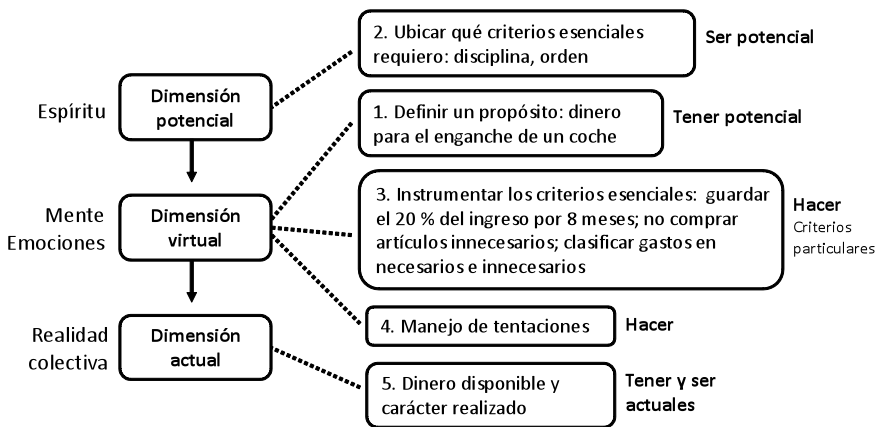 2. Ubicar qué criterios esenciales
requiero: disciplina, orden
Ser potencial
Espíritu
Dimensión
potencial
1. Definir un propósito: dinero
para el enganche de un coche
Tener potencial
Mente
Emociones
Dimensión
virtual
3. Instrumentar los criterios esenciales: guardar
el 20 % del ingreso por 8 meses; no comprar
artículos innecesarios; clasificar gastos en
necesarios e innecesarios
Hacer
Criterios
particulares
4. Manejo de tentaciones
Hacer
Realidad
colectiva
Dimensión
actual
5. Dinero disponible y
carácter realizado
Tener y ser
actuales